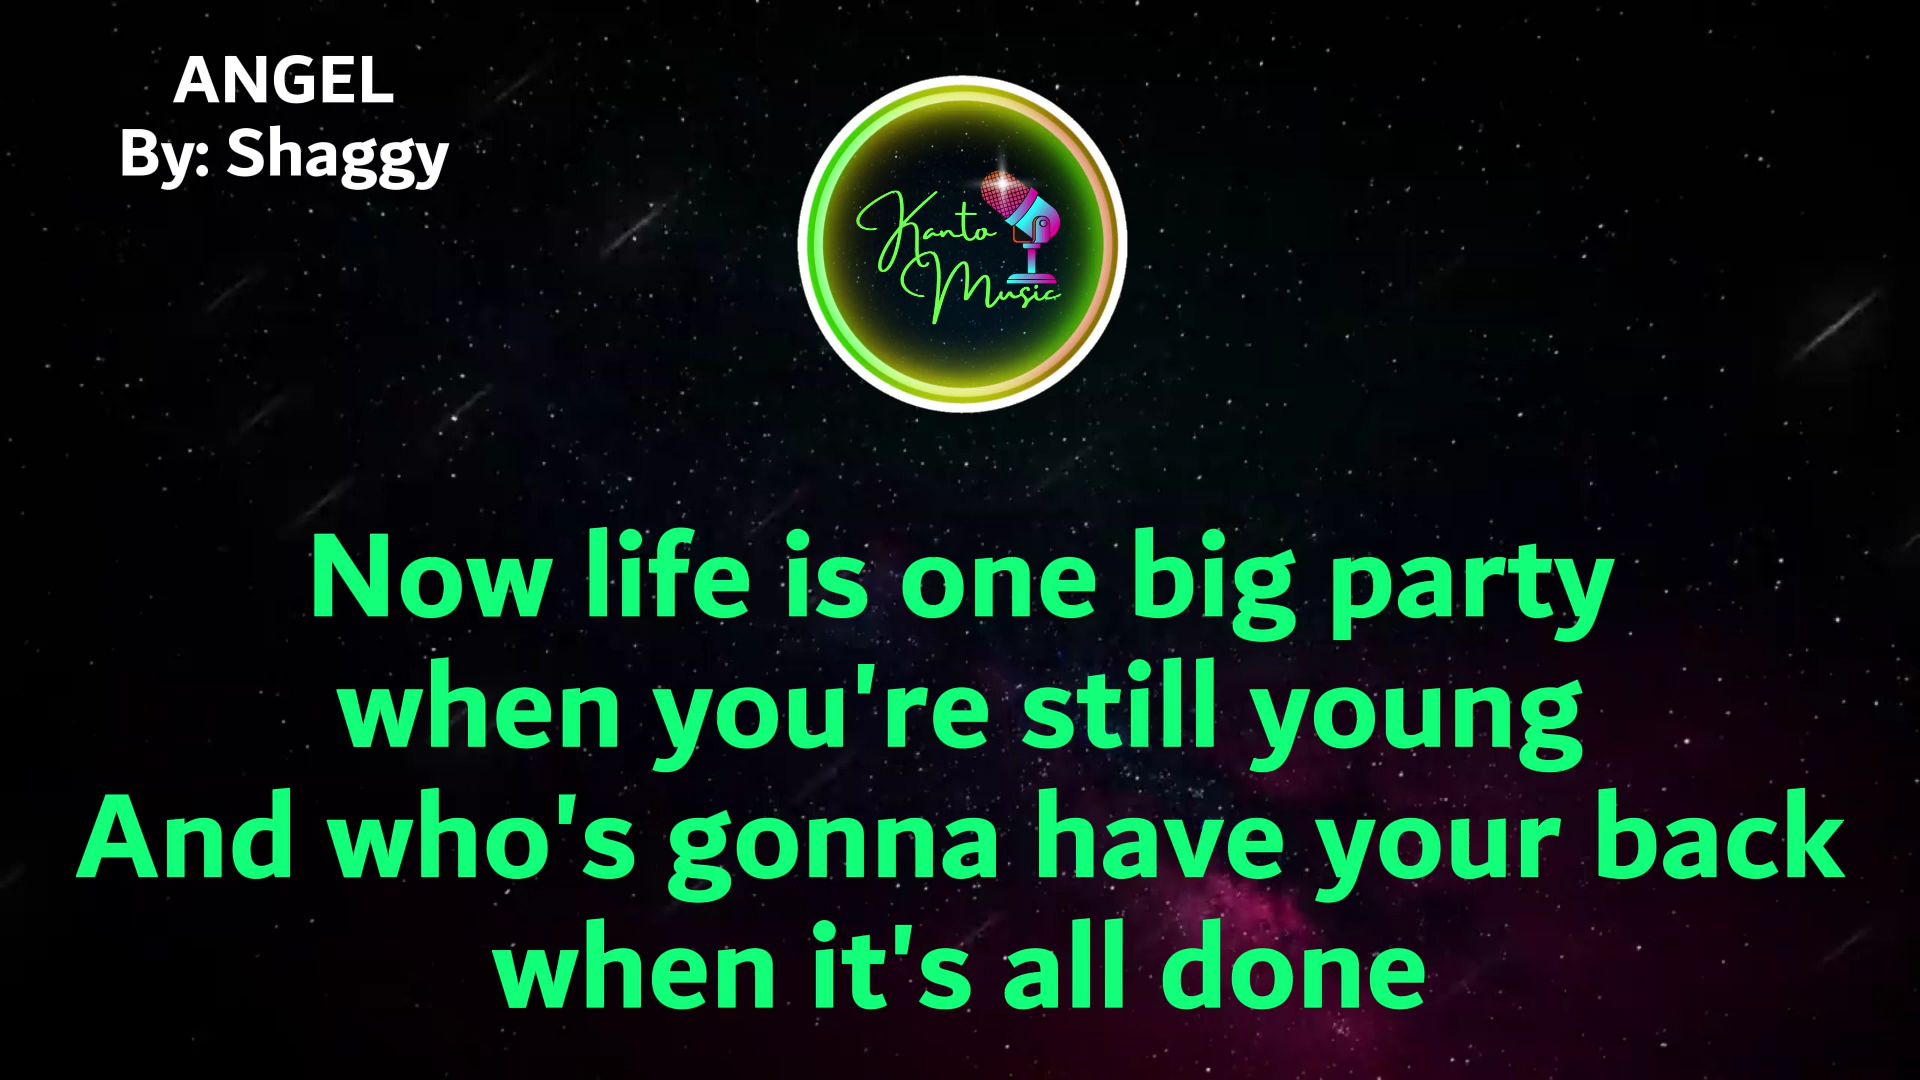 ANGEL
By: Shaggy
Kanto
Music
Now life is one big party
when you're still young
And who's gonna have your back
when it's all done